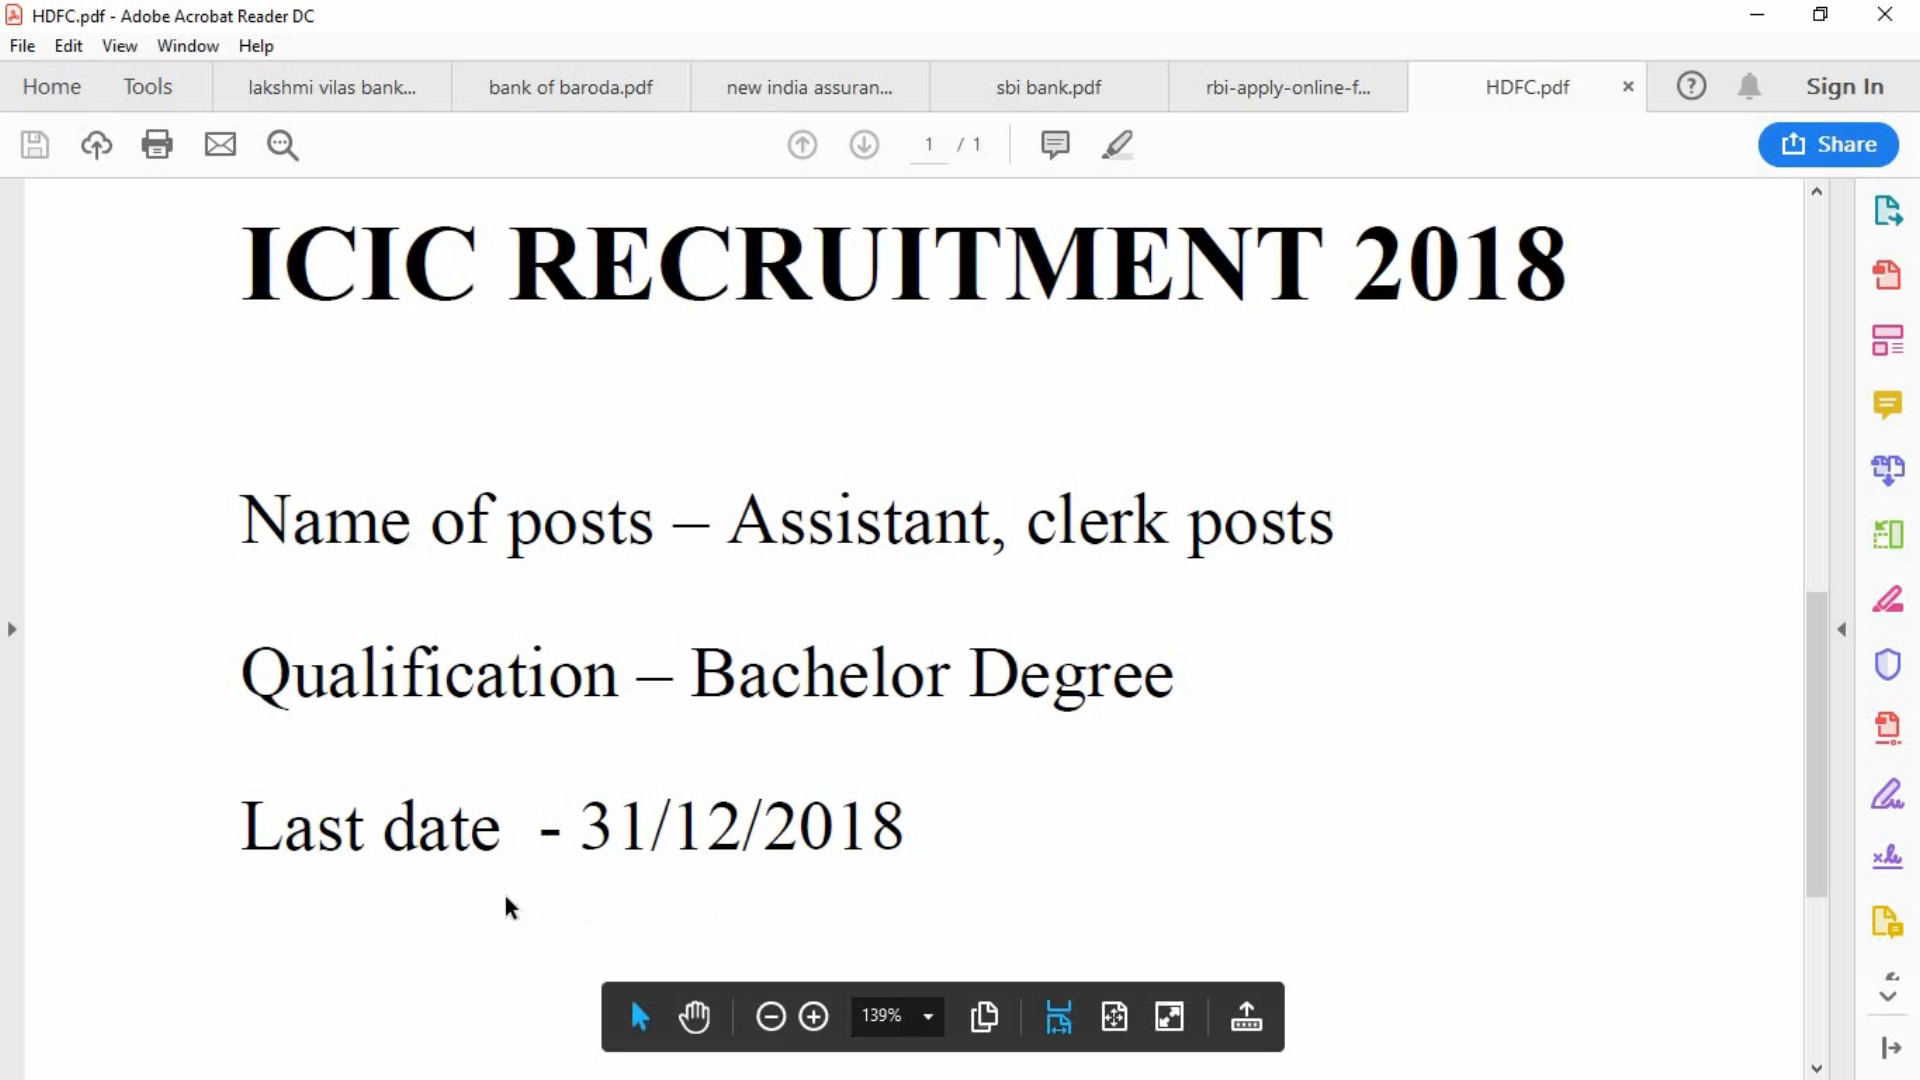 HDFC.pdf - Adobe Acrobat Reader DC
File Edit View Window Help
Home Tools lakshmi vilas bank... bank of baroda.pdf new india assuran... sbi bank.pdf rbi-apply-online-f... HDFC.pdf Sign In
1 / 1 Share
ICIC RECRUITMENT 2018
Name of posts – Assistant, clerk posts
Qualification – Bachelor Degree
Last date - 31/12/2018
139%